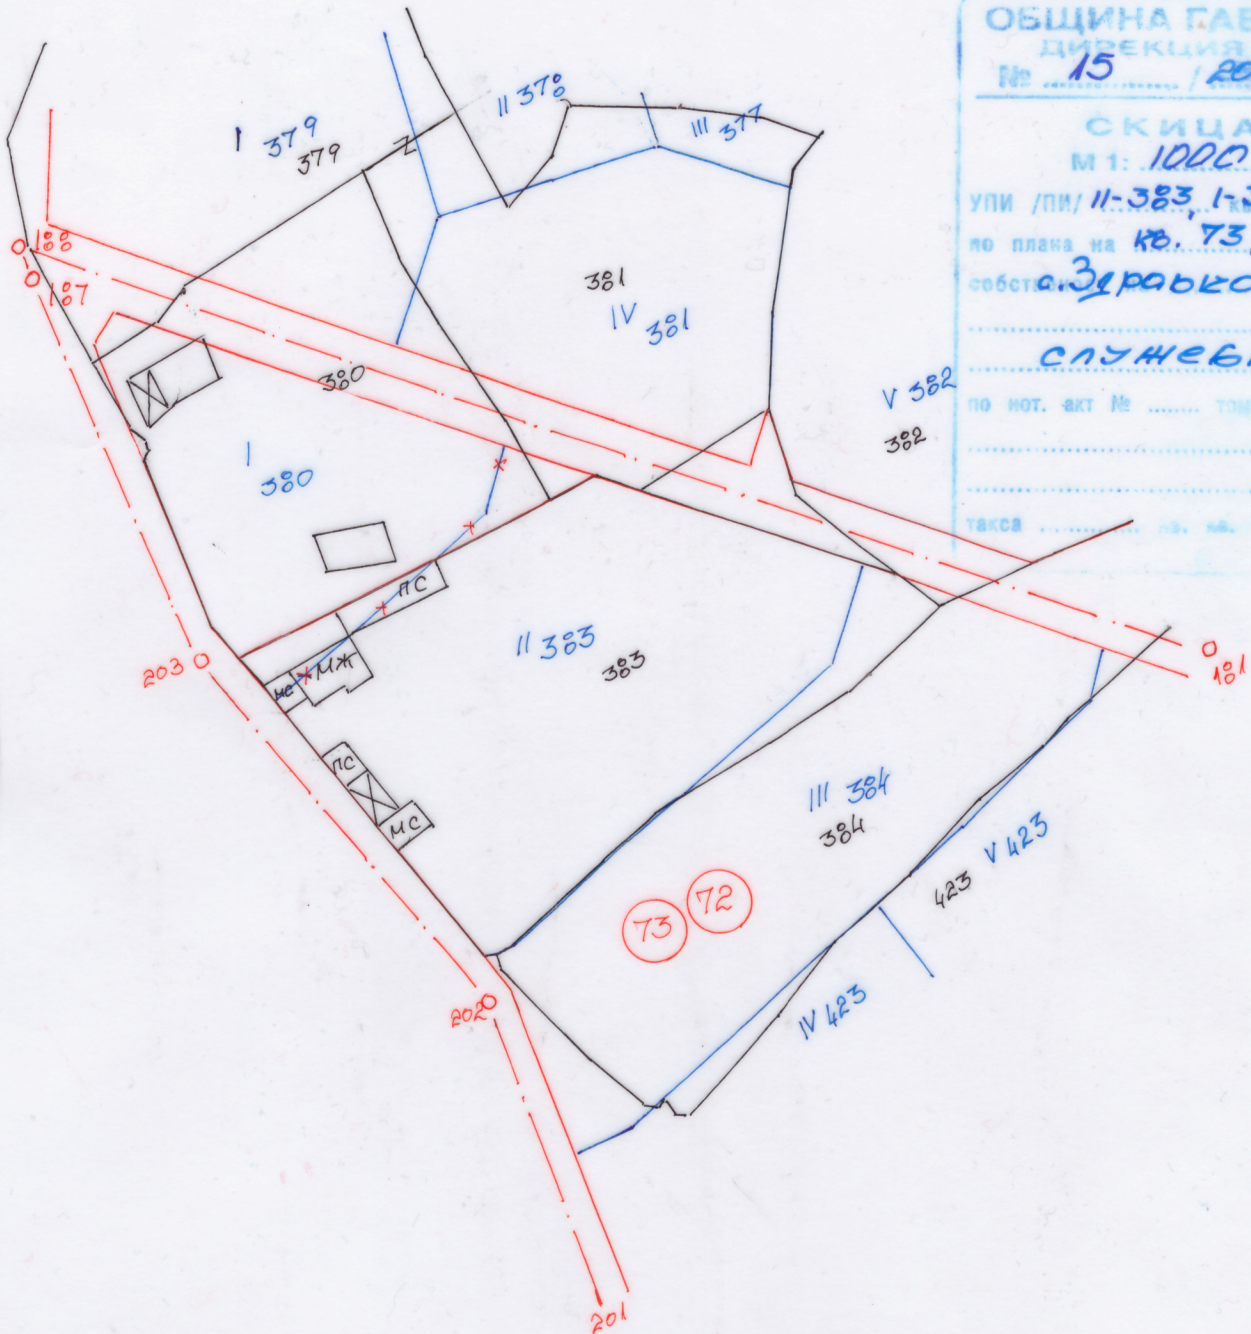 ОБЩИНА ГАБ
ДИРЕКЦИЯ
№ 15 / 20
СКИЦА
М 1: 1000
УПИ /ПИ/ II-383, I-3
по плана на кв. 73,
с. Здравко
СЛУЖЕБ
по нот. акт № ........ том
такса
I 379
379
II 378
III 377
188
187
381
IV 381
380
V 382
382
I
380
ПС
II 383
383
203
МС
МЖ
181
ПС
МС
III 384
384
V 423
423
73
72
IV 423
202
201